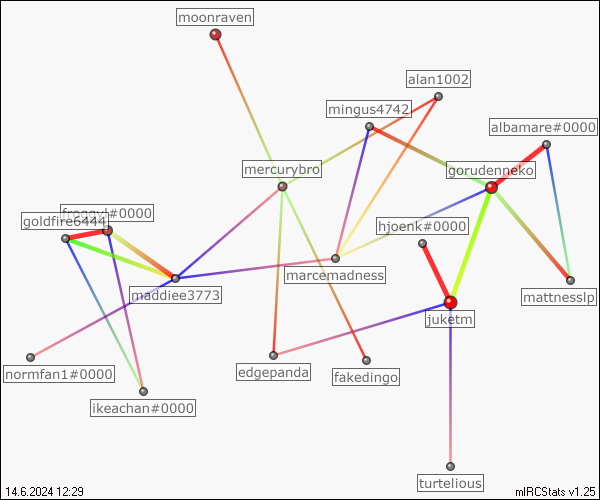 moonraven
alan1002
mingus4742
albamare#0000
mercurybro
gorudenneko
froggyt#0000
goldfire6444
hjoenk#0000
marcemadness
maddiee3773
mattnesslp
juketm
edgepanda
normfan1#0000
fakedingo
ikeachan#0000
turtelious
14.6.2024 12:29
mIRCStats v1.25